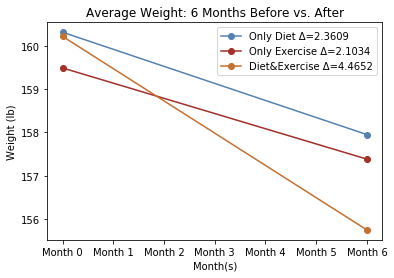 Average Weight: 6 Months Before vs. After
Only Diet Δ=2.3609
Only Exercise Δ=2.1034
Diet&Exercise Δ=4.4652
160
159
158
157
156
Weight (lb)
Month 0 Month 1 Month 2 Month 3 Month 4 Month 5 Month 6
Month(s)